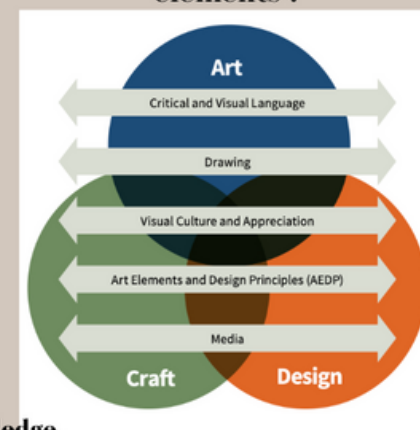 Art
Critical and Visual Language
Drawing
Visual Culture and Appreciation
Art Elements and Design Principles (AEDP)
Media
Craft
Design